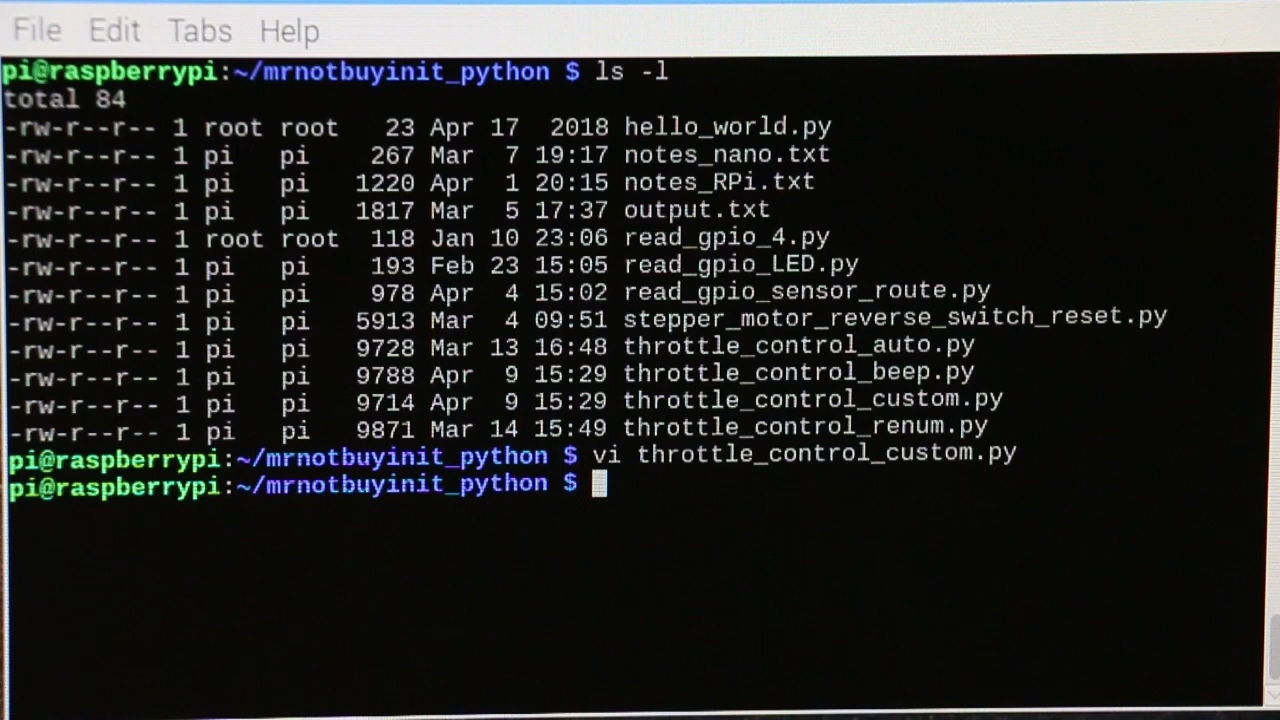 File Edit Tabs Help
pi@raspberrypi:~/mrnotbuyinit_python $ ls -l
total 84
-rw-r--r-- 1 root root   23 Apr 17  2018 hello_world.py
-rw-r--r-- 1 pi   pi    267 Mar  7 19:17 notes_nano.txt
-rw-r--r-- 1 pi   pi   1220 Apr  1 20:15 notes_RPi.txt
-rw-r--r-- 1 pi   pi   1817 Mar  5 17:37 output.txt
-rw-r--r-- 1 root root  118 Jan 10 23:06 read_gpio_4.py
-rw-r--r-- 1 pi   pi    193 Feb 23 15:05 read_gpio_LED.py
-rw-r--r-- 1 pi   pi    978 Apr  4 15:02 read_gpio_sensor_route.py
-rw-r--r-- 1 pi   pi   5913 Mar  4 09:51 stepper_motor_reverse_switch_reset.py
-rw-r--r-- 1 pi   pi   9728 Mar 13 16:48 throttle_control_auto.py
-rw-r--r-- 1 pi   pi   9788 Apr  9 15:29 throttle_control_beep.py
-rw-r--r-- 1 pi   pi   9714 Apr  9 15:29 throttle_control_custom.py
-rw-r--r-- 1 pi   pi   9871 Mar 14 15:49 throttle_control_renum.py
pi@raspberrypi:~/mrnotbuyinit_python $ vi throttle_control_custom.py
pi@raspberrypi:~/mrnotbuyinit_python $